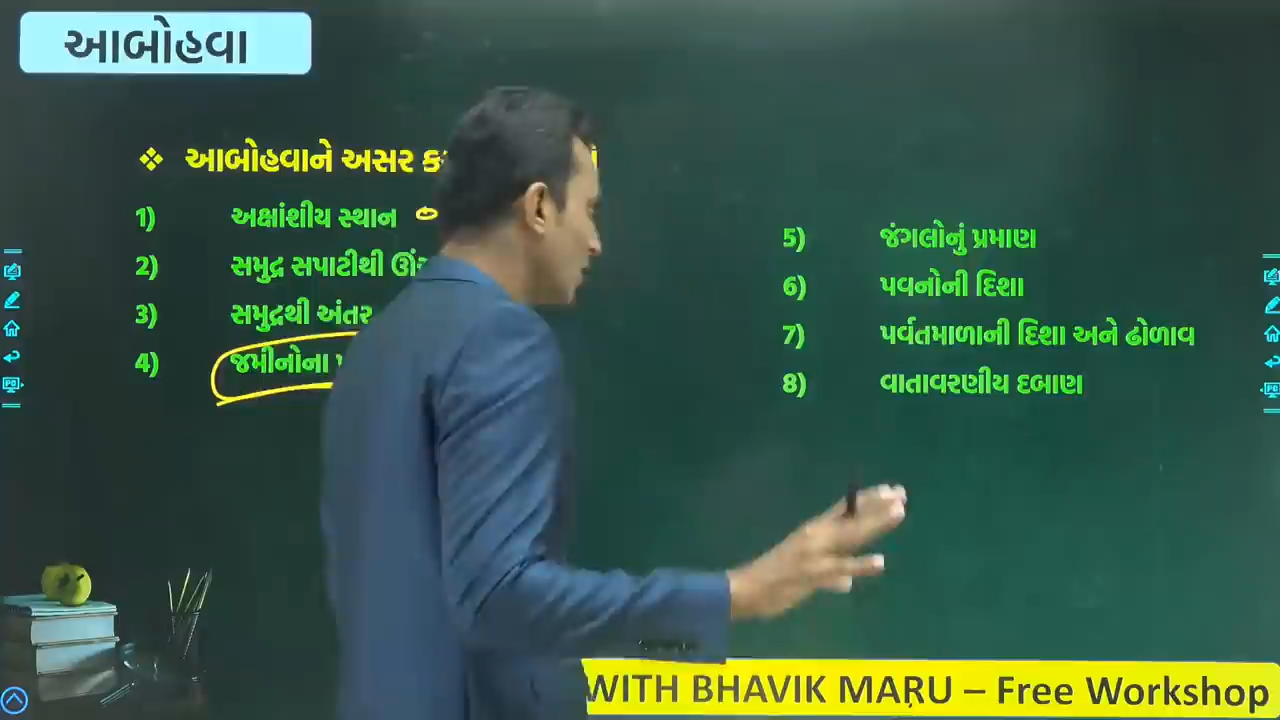 આબોહવા
❖ આબોહવાને અસર
1) અક્ષાંશીય સ્થાન
2) સમુદ્ર સપાટીથી
3) સમુદ્રથી અંતર
4) જમીનોના
5) જંગલોનું પ્રમાણ
6) પવનોની દિશા
7) પર્વતમાળાની દિશા અને ઢોળાવ
8) વાતાવરણીય દબાણ
WITH BHAVIK MARU – Free Workshop